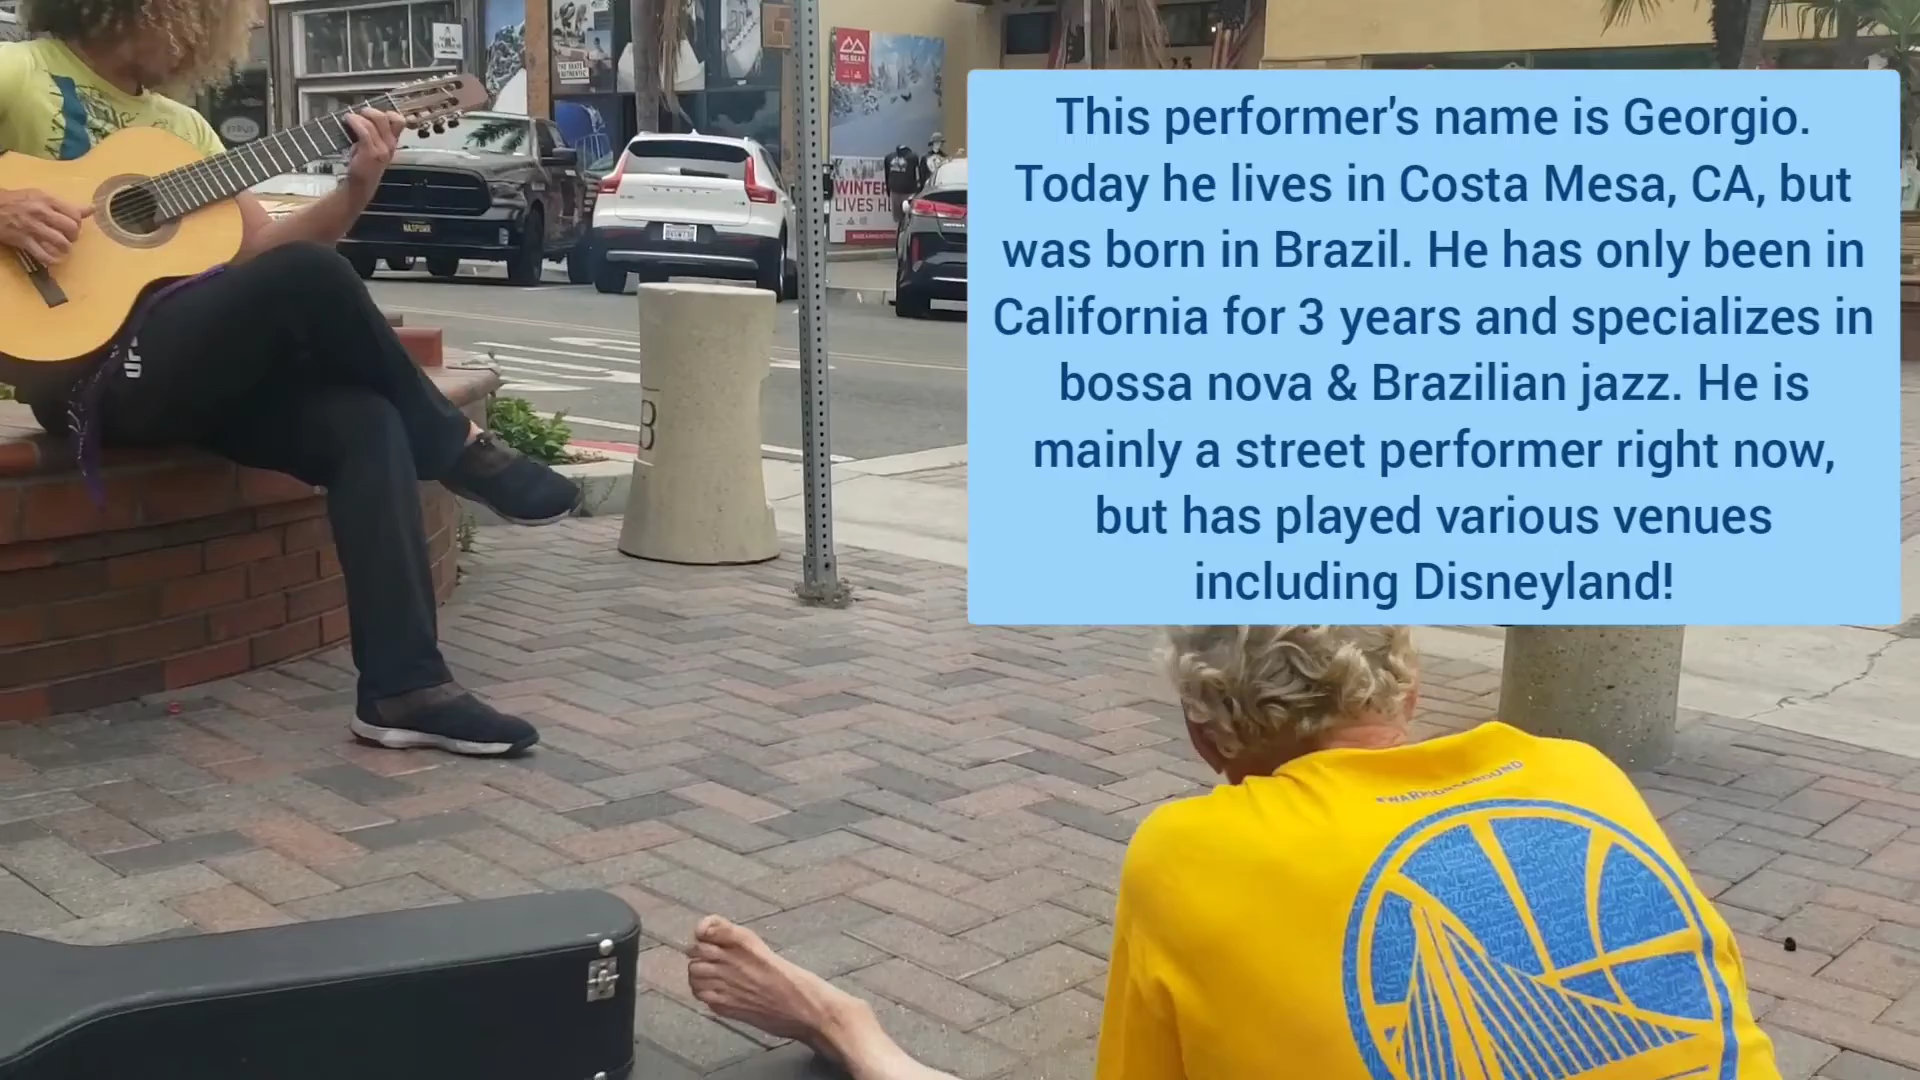 This performer's name is Georgio.
Today he lives in Costa Mesa, CA, but
was born in Brazil. He has only been in
California for 3 years and specializes in
bossa nova & Brazilian jazz. He is
mainly a street performer right now,
but has played various venues
including Disneyland!
BIG BEAR
WINTER
LIVES
B